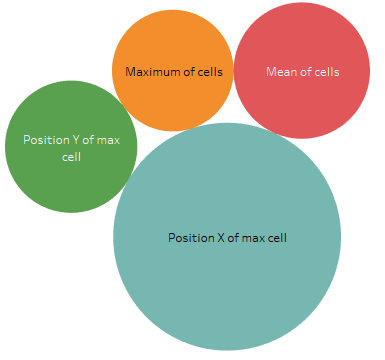 Maximum of cells
Mean of cells
Position Y of max
cell
Position X of max cell